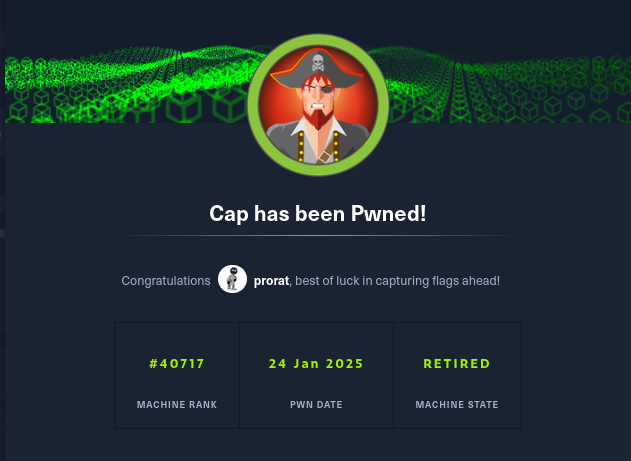 Cap has been Pwned!
Congratulations prorat, best of luck in capturing flags ahead!
#40717 24 Jan 2025 RETIRED
MACHINE RANK PWN DATE MACHINE STATE